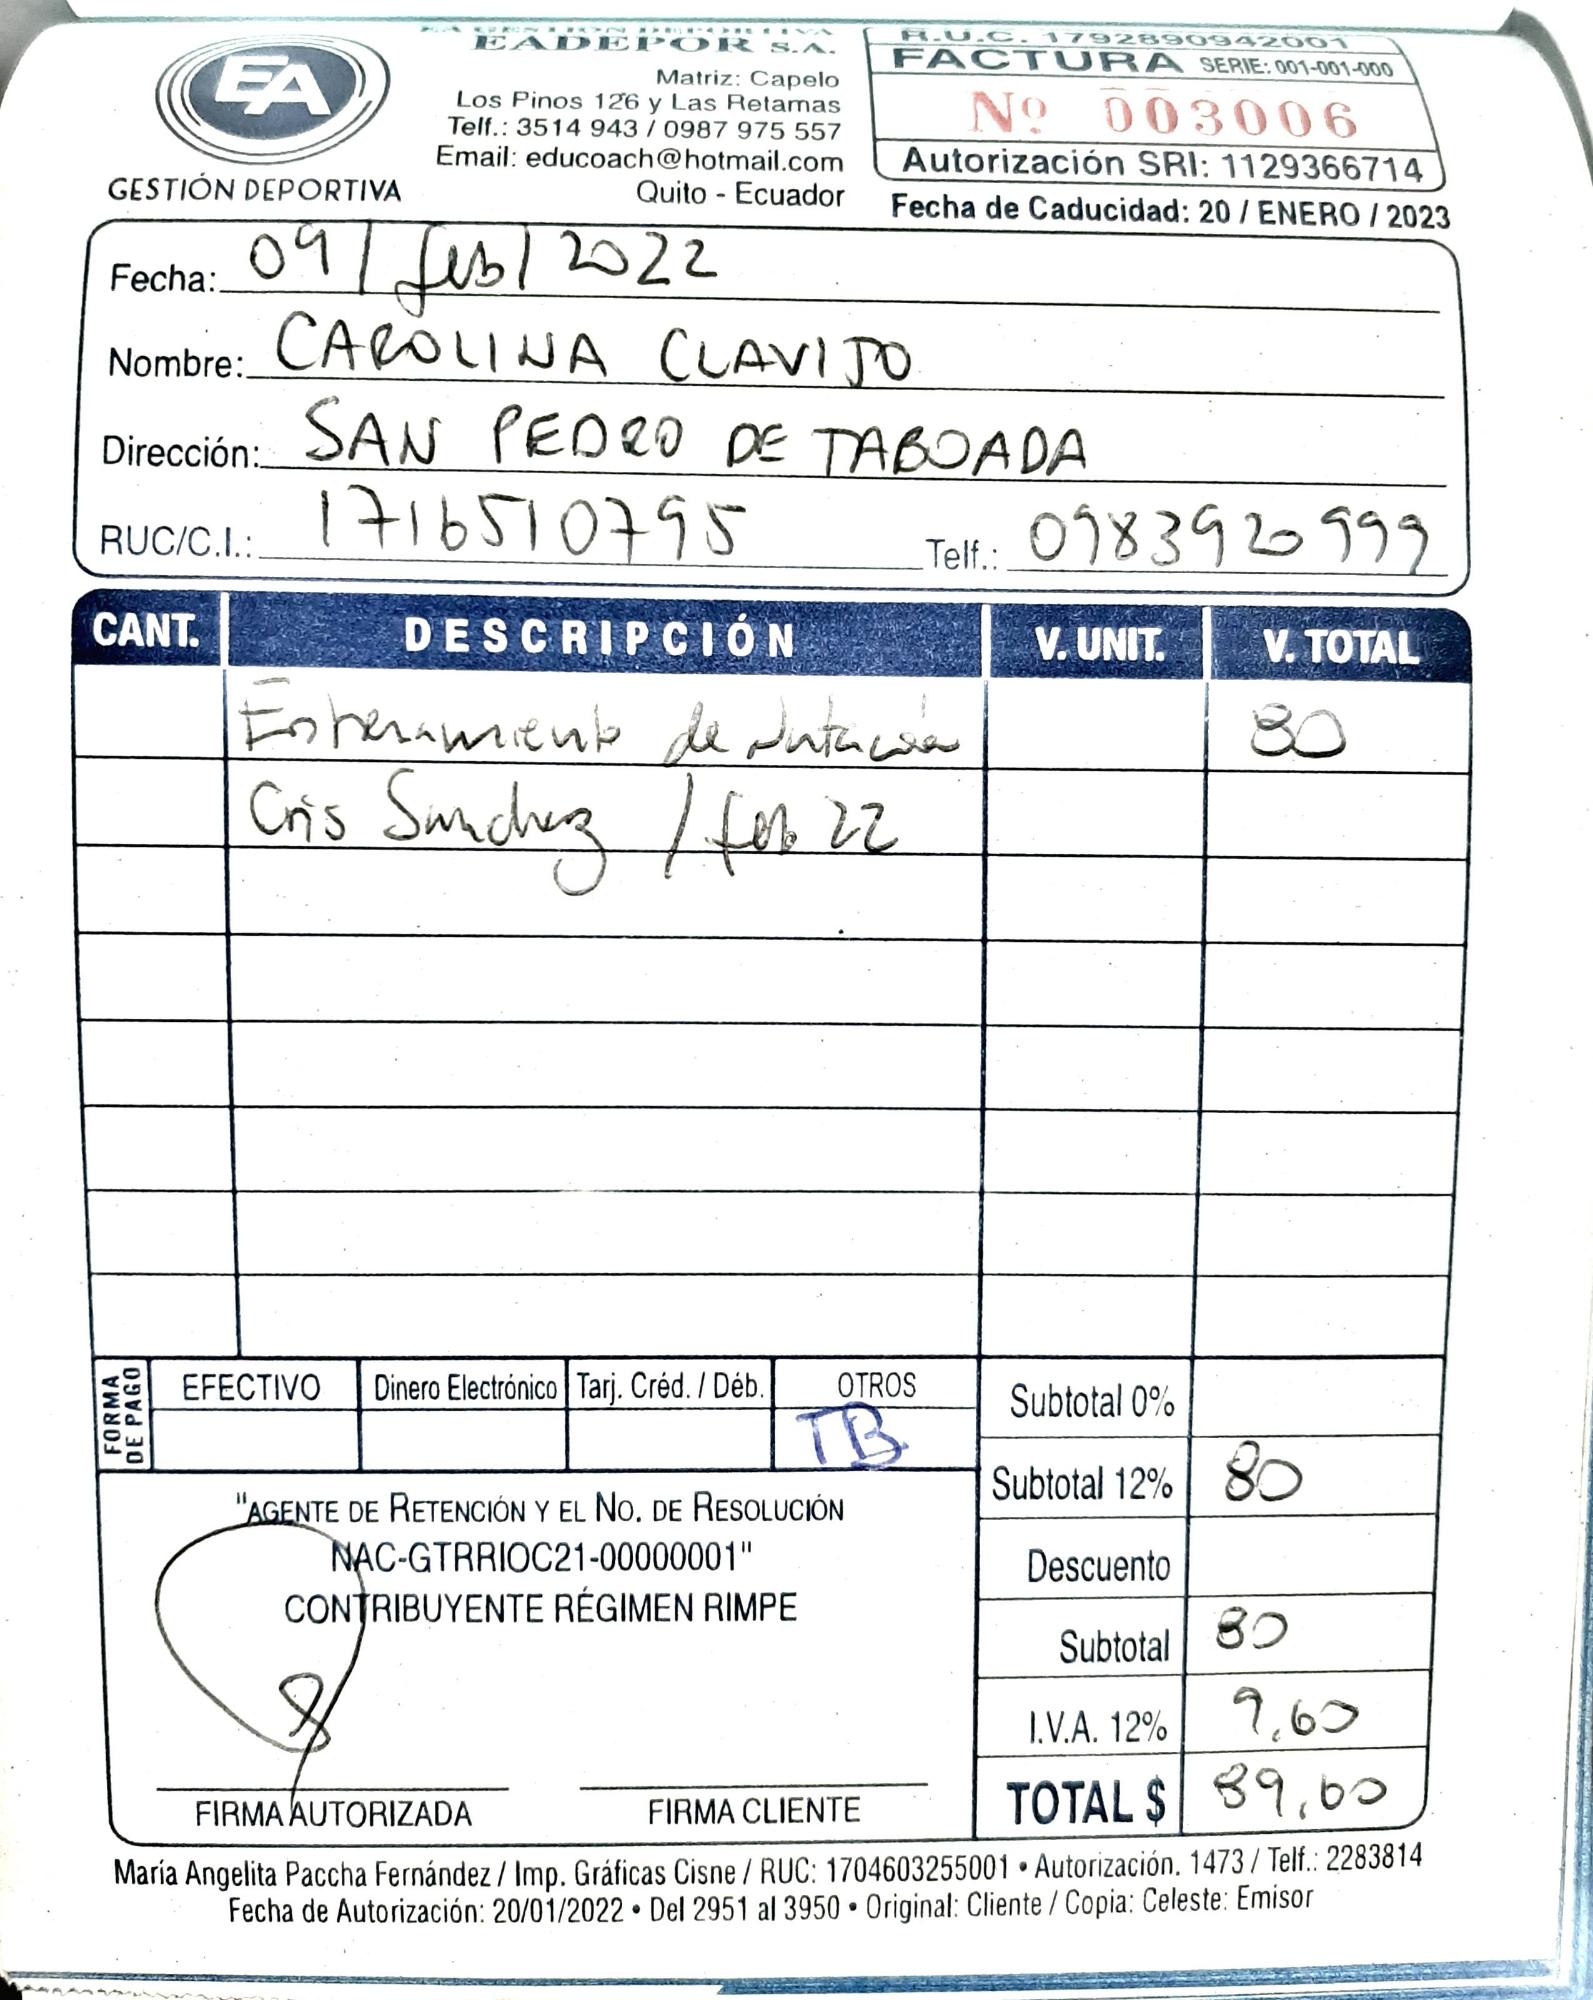 EA
GESTIÓN DEPORTIVA
EA GESTION DEPORTIVA
EADEPOR S.A.
Matriz: Capelo
Los Pinos 126 y Las Retamas
Telf.: 3514 943 / 0987 975 557
Email: educoach@hotmail.com
Quito - Ecuador
R.U.C. 1792890942001
FACTURA SERIE: 001-001-000
Nº 003006
Autorización SRI: 1129366714
Fecha de Caducidad: 20 / ENERO / 2023
Fecha: 09 / feb / 2022
Nombre: CAROLINA CLAVIJO
Dirección: SAN PEDRO DE TABOADA
RUC/C.I.: 1716510795 Telf.: 0983920999
CANT. DESCRIPCIÓN V. UNIT. V. TOTAL
Entrenamiento de Natación 80
Cris Sanchez / feb 22
FORMA DE PAGO
EFECTIVO Dinero Electrónico Tarj. Créd. / Déb. OTROS
TB
Subtotal 0%
Subtotal 12% 80
Descuento
Subtotal 80
I.V.A. 12% 9,60
TOTAL $ 89,60
"AGENTE DE RETENCIÓN Y EL NO. DE RESOLUCIÓN
NAC-GTRRIOC21-00000001"
CONTRIBUYENTE RÉGIMEN RIMPE
FIRMA AUTORIZADA FIRMA CLIENTE
María Angelita Paccha Fernández / Imp. Gráficas Cisne / RUC: 1704603255001 • Autorización. 1473 / Telf.: 2283814
Fecha de Autorización: 20/01/2022 • Del 2951 al 3950 • Original: Cliente / Copia: Celeste: Emisor